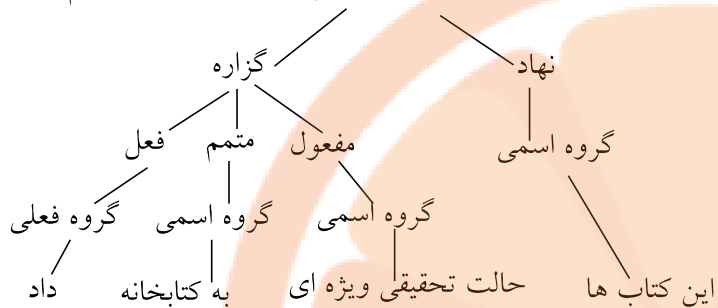 نهاد گزاره
گروه اسمی مفعول متمم فعل
گروه اسمی گروه اسمی گروه فعلی
این کتاب ها حالت تحقیقی ویژه ای به کتابخانه داد